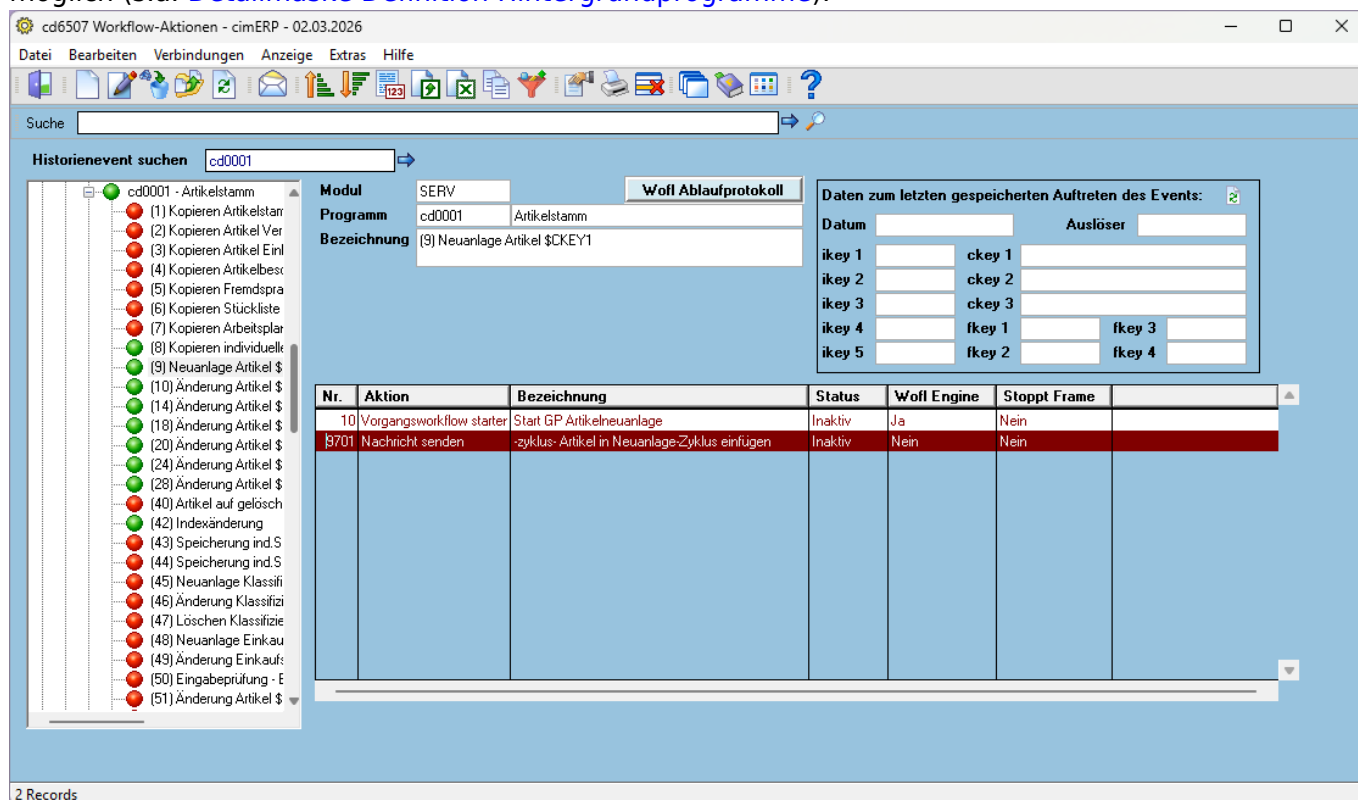 möglich (s.a. Detailmaske Definition Hintergrundprogramme).
cd6507 Workflow-Aktionen - cimERP - 02.03.2026
Datei Bearbeiten Verbindungen Anzeige Extras Hilfe
Suche
Historienevent suchen cd0001
cd0001 - Artikelstamm
(1) Kopieren Artikelstam
(2) Kopieren Artikel Ver
(3) Kopieren Artikel Einl
(4) Kopieren Artikelbesc
(5) Kopieren Fremdspra
(6) Kopieren Stückliste
(7) Kopieren Arbeitsplan
(8) Kopieren individuelle
(9) Neuanlage Artikel $
(10) Änderung Artikel $
(14) Änderung Artikel $
(18) Änderung Artikel $
(20) Änderung Artikel $
(24) Änderung Artikel $
(28) Änderung Artikel $
(40) Artikel auf gelösch
(42) Indexänderung
(43) Speicherung ind.S
(44) Speicherung ind.S
(45) Neuanlage Klassifi
(46) Änderung Klassifizi
(47) Löschen Klassifizie
(48) Neuanlage Einkau
(49) Änderung Einkaufs
(50) Eingabeprüfung - E
(51) Änderung Artikel $
Modul SERV Wofl Ablaufprotokoll
Programm cd0001 Artikelstamm
Bezeichnung (9) Neuanlage Artikel $CKEY1
Daten zum letzten gespeicherten Auftreten des Events:
Datum Auslöser
ikey 1 ckey 1
ikey 2 ckey 2
ikey 3 ckey 3
ikey 4 fkey 1 fkey 3
ikey 5 fkey 2 fkey 4
Nr. Aktion Bezeichnung Status Wofl Engine Stoppt Frame
10 Vorgangsworkflow starter Start GP Artikelneuanlage Inaktiv Ja Nein
9701 Nachricht senden -zyklus- Artikel in Neuanlage-Zyklus einfügen Inaktiv Nein Nein
2 Records